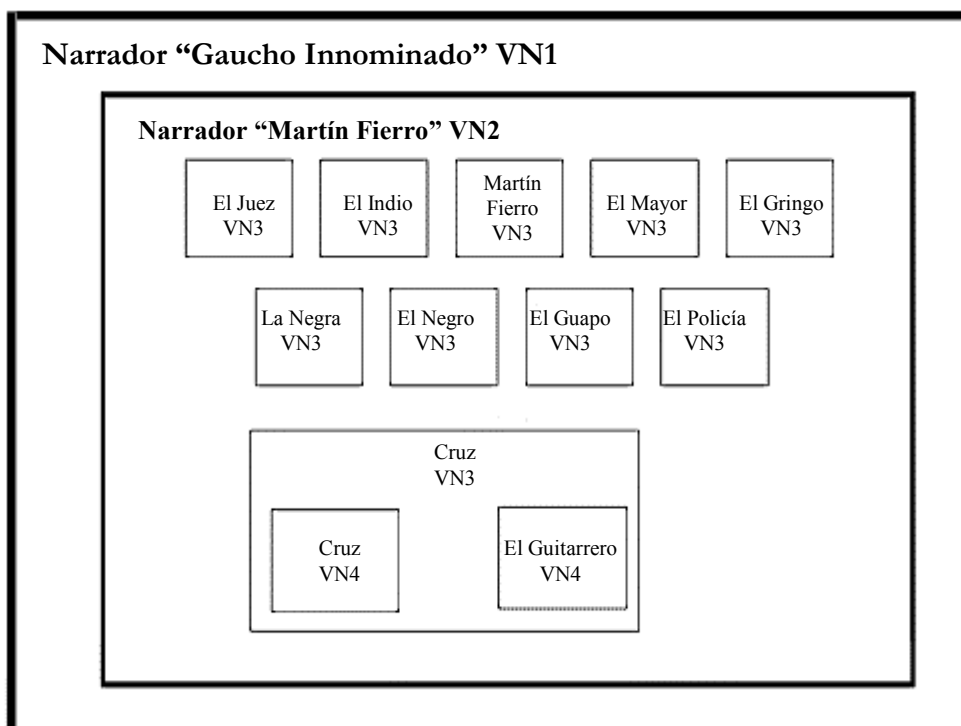 Narrador “Gaucho Innominado” VN1
Narrador “Martín Fierro” VN2
El Juez
VN3
El Indio
VN3
Martín
Fierro
VN3
El Mayor
VN3
El Gringo
VN3
La Negra
VN3
El Negro
VN3
El Guapo
VN3
El Policía
VN3
Cruz
VN3
Cruz
VN4
El Guitarrero
VN4